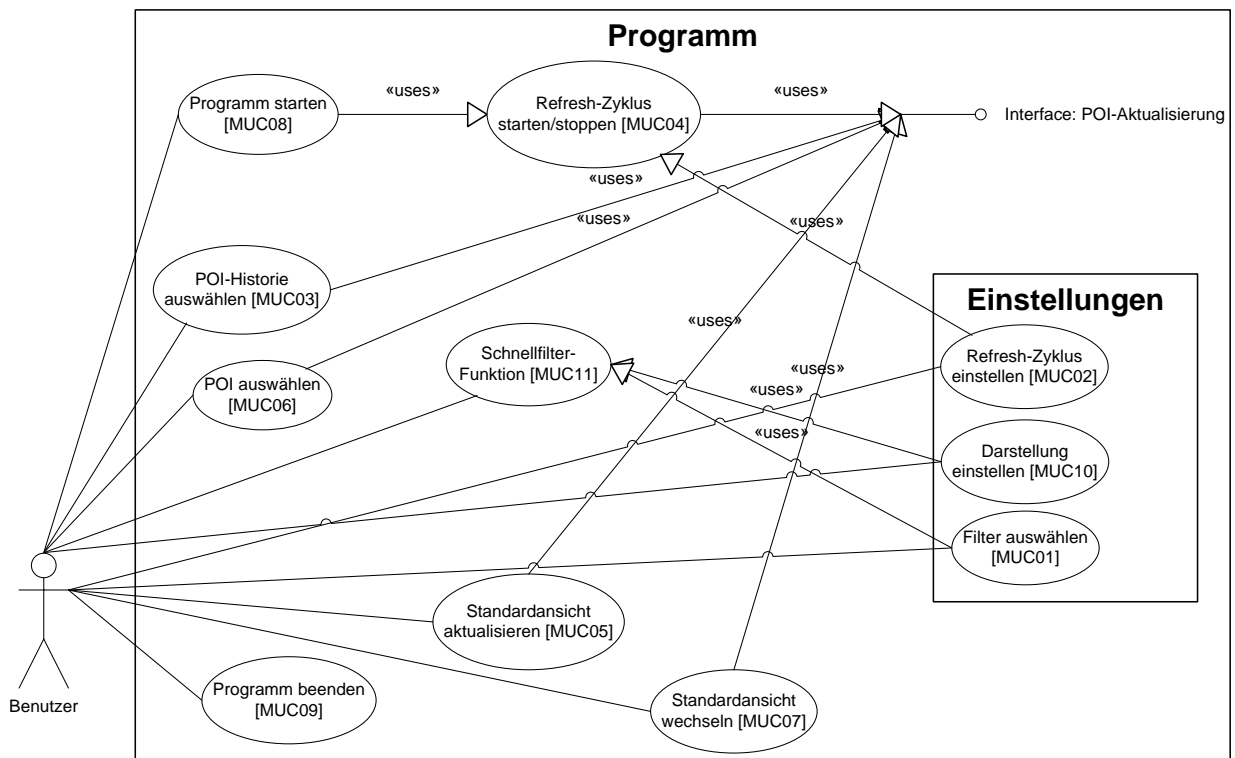 Programm
Programm starten
[MUC08]
«uses»
Refresh-Zyklus
starten/stoppen [MUC04]
«uses»
Interface: POI-Aktualisierung
«uses»
«uses»
«uses»
POI-Historie
auswählen [MUC03]
Einstellungen
«uses»
Schnellfilter-
Funktion [MUC11]
Refresh-Zyklus
einstellen [MUC02]
«uses»
POI auswählen
[MUC06]
«uses»
«uses»
Darstellung
einstellen [MUC10]
Filter auswählen
[MUC01]
Standardansicht
aktualisieren [MUC05]
Programm beenden
[MUC09]
Standardansicht
wechseln [MUC07]
Benutzer